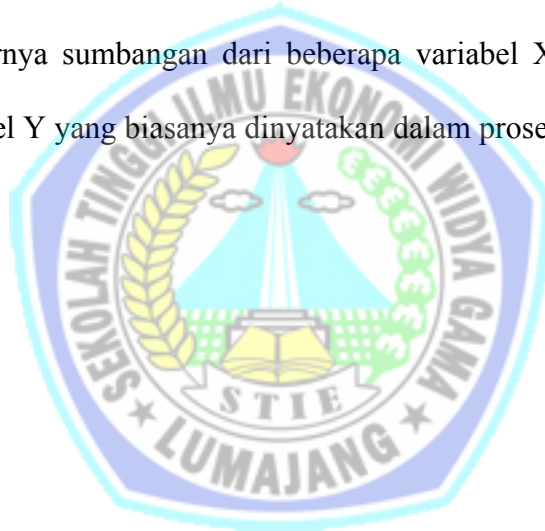 rnya sumbangan dari beberapa variabel X
el Y yang biasanya dinyatakan dalam prose
SEKOLAH TINGGI ILMU EKONOMI WIDYA GAMA
STIE
LUMAJANG